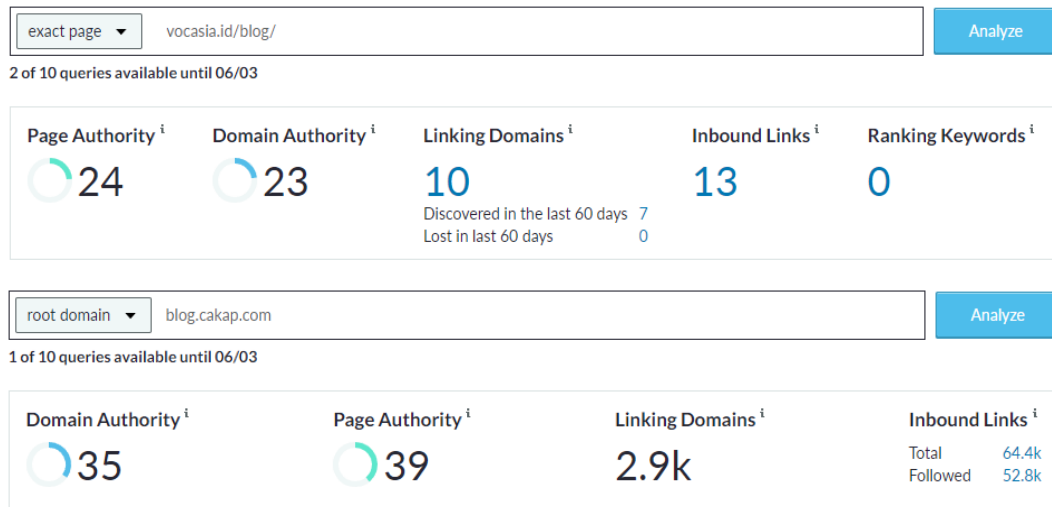 exact page vocasia.id/blog/ Analyze
2 of 10 queries available until 06/03
Page Authority i Domain Authority i Linking Domains i Inbound Links i Ranking Keywords i
24 23 10 13 0
Discovered in the last 60 days 7
Lost in last 60 days 0
root domain blog.cakap.com Analyze
1 of 10 queries available until 06/03
Domain Authority i Page Authority i Linking Domains i Inbound Links i
35 39 2.9k
Total 64.4k
Followed 52.8k